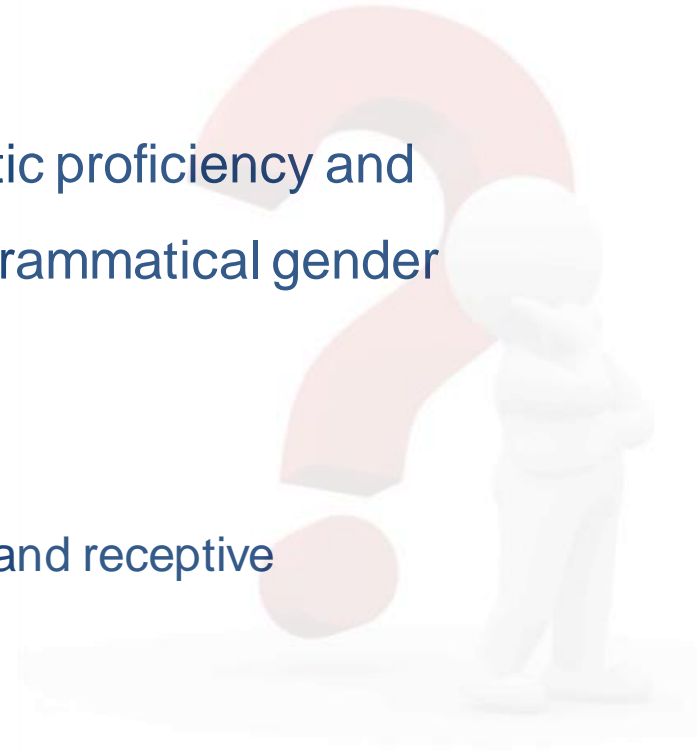 tic proficiency and
rammatical gender
and receptive